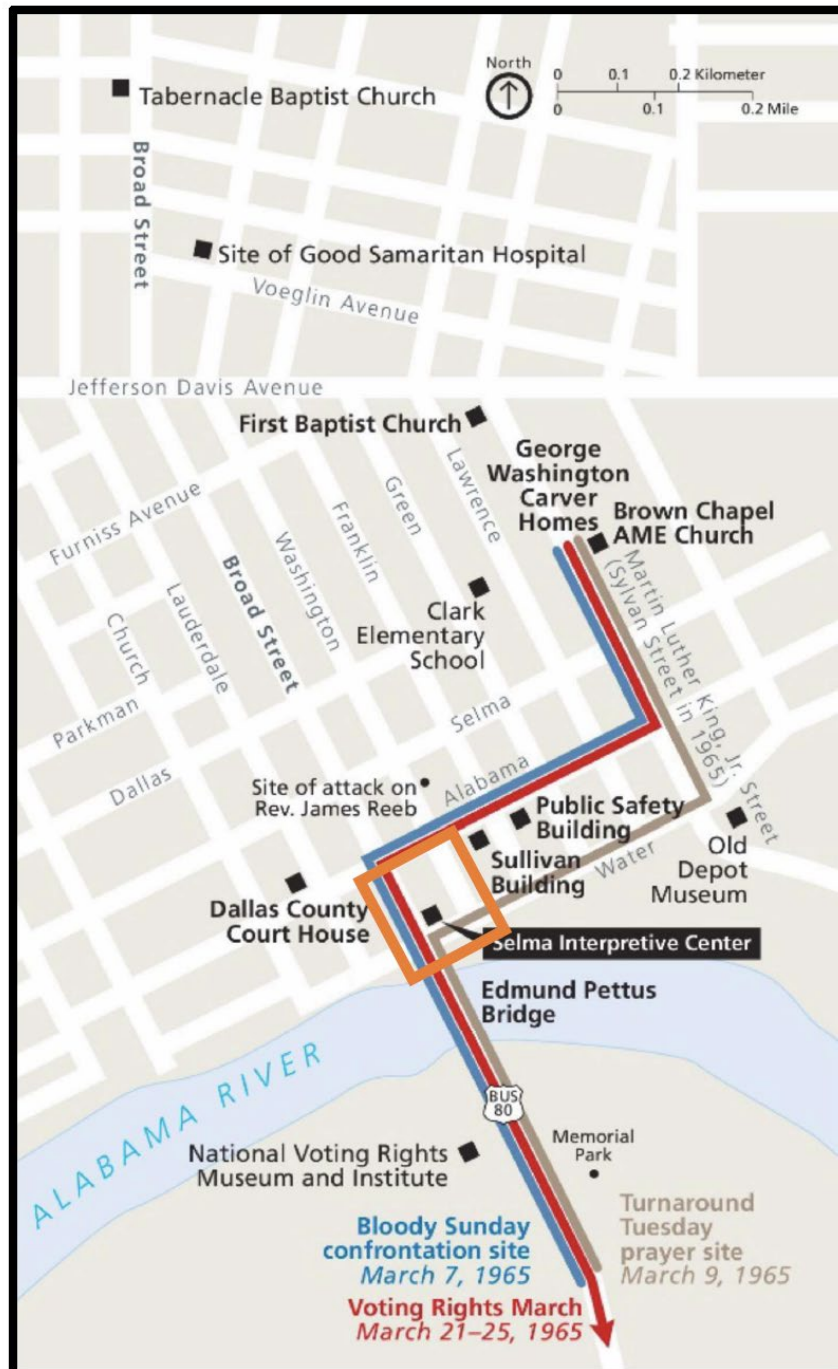 North
0 0.1 0.2 Kilometer
0 0.1 0.2 Mile
Tabernacle Baptist Church
Broad Street
Site of Good Samaritan Hospital
Voeglin Avenue
Jefferson Davis Avenue
First Baptist Church
George
Washington
Carver
Homes
Brown Chapel
AME Church
Furniss Avenue
Church
Lauderdale
Broad Street
Washington
Franklin
Green
Lawrence
Clark
Elementary
School
Martin Luther King, Jr. Street
(Sylvan Street in 1965)
Parkman
Dallas
Selma
Alabama
Site of attack on
Rev. James Reeb
Public Safety
Building
Sullivan
Building
Water
Old
Depot
Museum
Dallas County
Court House
Selma Interpretive Center
Edmund Pettus
Bridge
ALABAMA RIVER
BUS
80
National Voting Rights
Museum and Institute
Memorial
Park
Bloody Sunday
confrontation site
March 7, 1965
Turnaround
Tuesday
prayer site
March 9, 1965
Voting Rights March
March 21–25, 1965